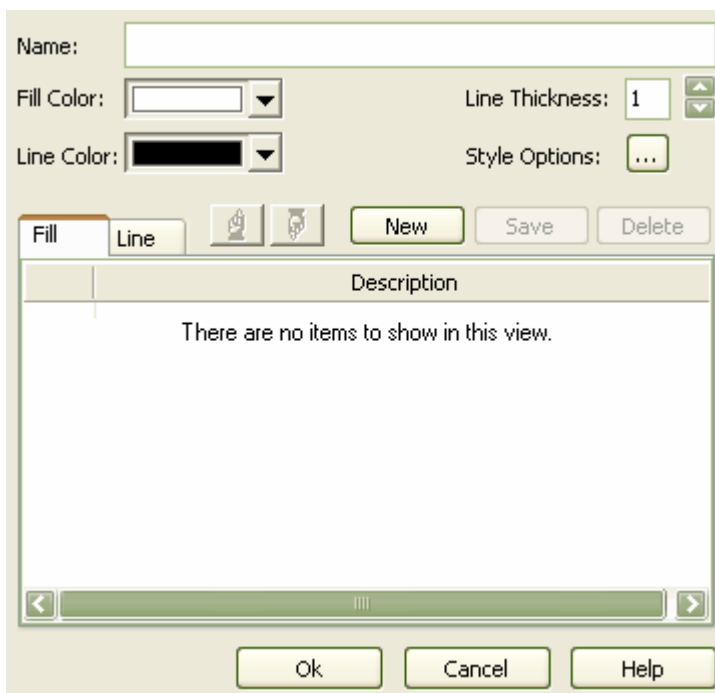 Name:
Fill Color: Line Thickness: 1
Line Color: Style Options: ...
Fill Line New Save Delete
Description
There are no items to show in this view.
Ok Cancel Help